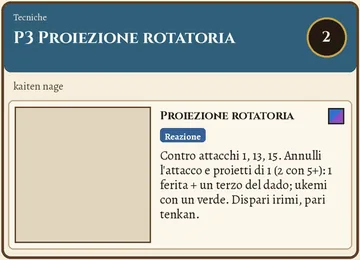 Tecniche
P3 Proiezione rotatoria
2
kaiten nage
Proiezione rotatoria
Reazione
Contro attacchi 1, 13, 15. Annulli
l'attacco e proietti di 1 (2 con 5+): 1
ferita + un terzo del dado; ukemi
con un verde. Dispari irimi, pari
tenkan.